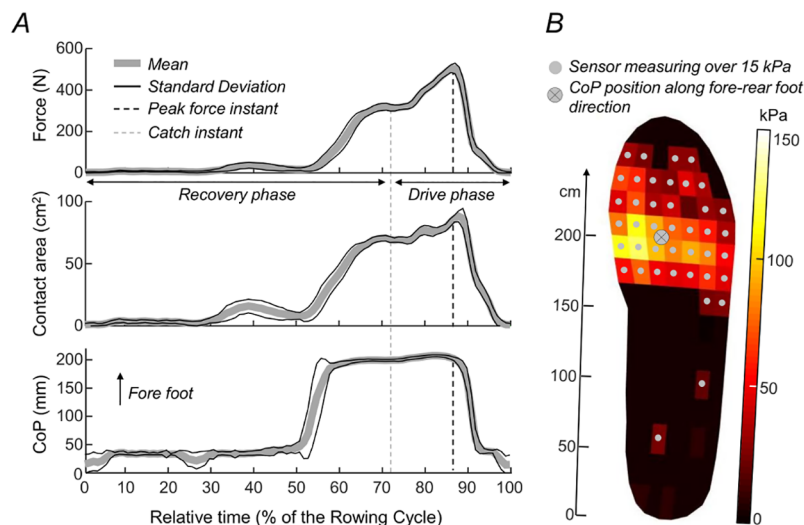 A
B
600
400
200
0
Force (N)
Mean
Standard Deviation
Peak force instant
Catch instant
Recovery phase
Drive phase
100
50
0
Contact area (cm²)
200
150
100
50
0
CoP (mm)
Fore foot
0 10 20 30 40 50 60 70 80 90 100
Relative time (% of the Rowing Cycle)
Sensor measuring over 15 kPa
CoP position along fore-rear foot
direction
kPa
150
100
50
0
cm
200
150
100
50
0